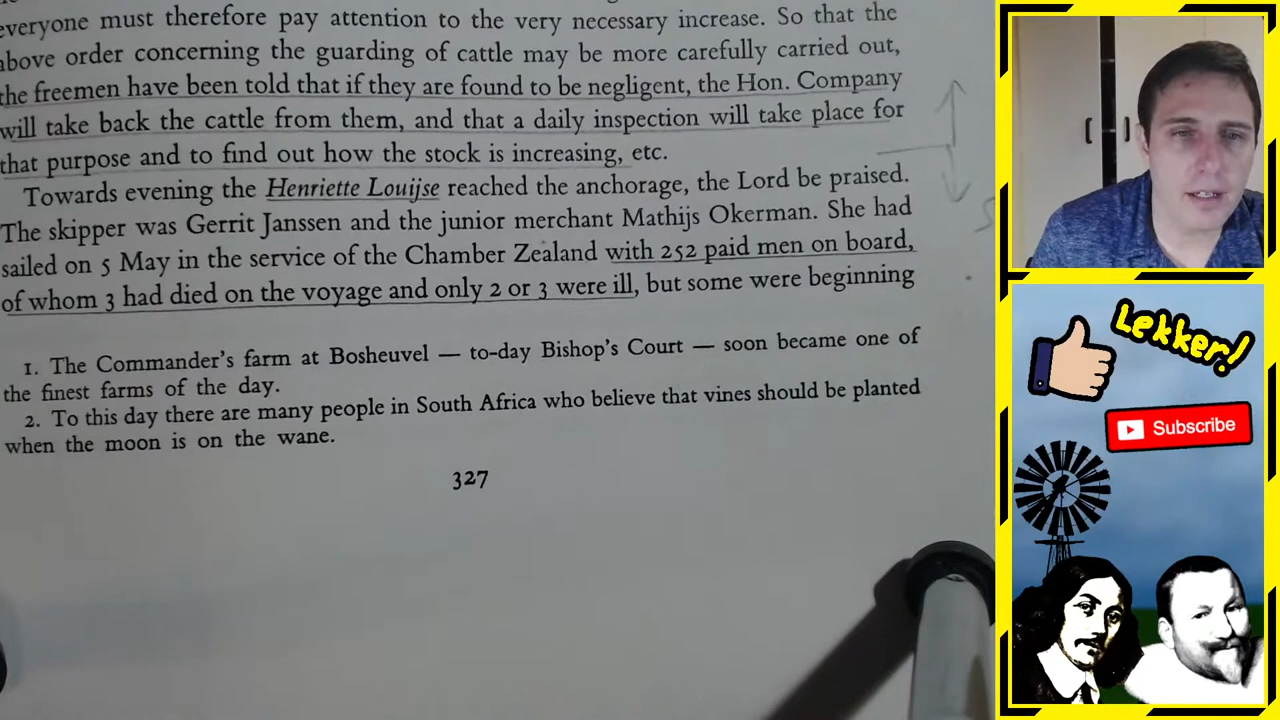 everyone must therefore pay attention to the very necessary increase. So that the
above order concerning the guarding of cattle may be more carefully carried out,
the freemen have been told that if they are found to be negligent, the Hon. Company
will take back the cattle from them, and that a daily inspection will take place for
that purpose and to find out how the stock is increasing, etc.
Towards evening the Henriette Louijse reached the anchorage, the Lord be praised.
The skipper was Gerrit Janssen and the junior merchant Mathijs Okerman. She had
sailed on 5 May in the service of the Chamber Zealand with 252 paid men on board,
of whom 3 had died on the voyage and only 2 or 3 were ill, but some were beginning
1. The Commander's farm at Bosheuvel — to-day Bishop's Court — soon became one of
the finest farms of the day.
2. To this day there are many people in South Africa who believe that vines should be planted
when the moon is on the wane.
327
Lekker!
Subscribe